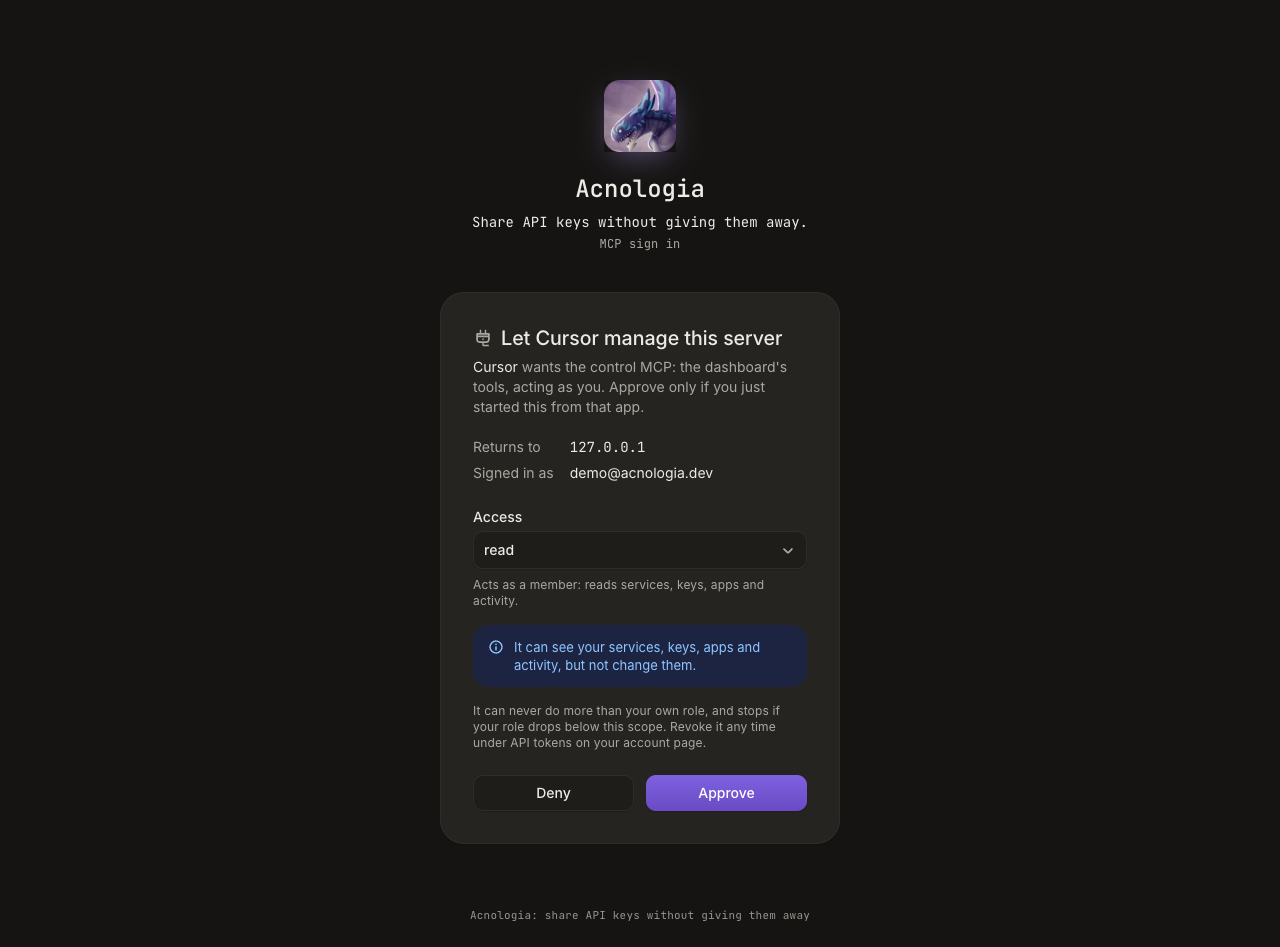 Acnologia
Share API keys without giving them away.
MCP sign in
Let Cursor manage this server
Cursor wants the control MCP: the dashboard's
tools, acting as you. Approve only if you just
started this from that app.
Returns to 127.0.0.1
Signed in as demo@acnologia.dev
Access
read
Acts as a member: reads services, keys, apps and
activity.
It can see your services, keys, apps and
activity, but not change them.
It can never do more than your own role, and stops if
your role drops below this scope. Revoke it any time
under API tokens on your account page.
Deny Approve
Acnologia: share API keys without giving them away